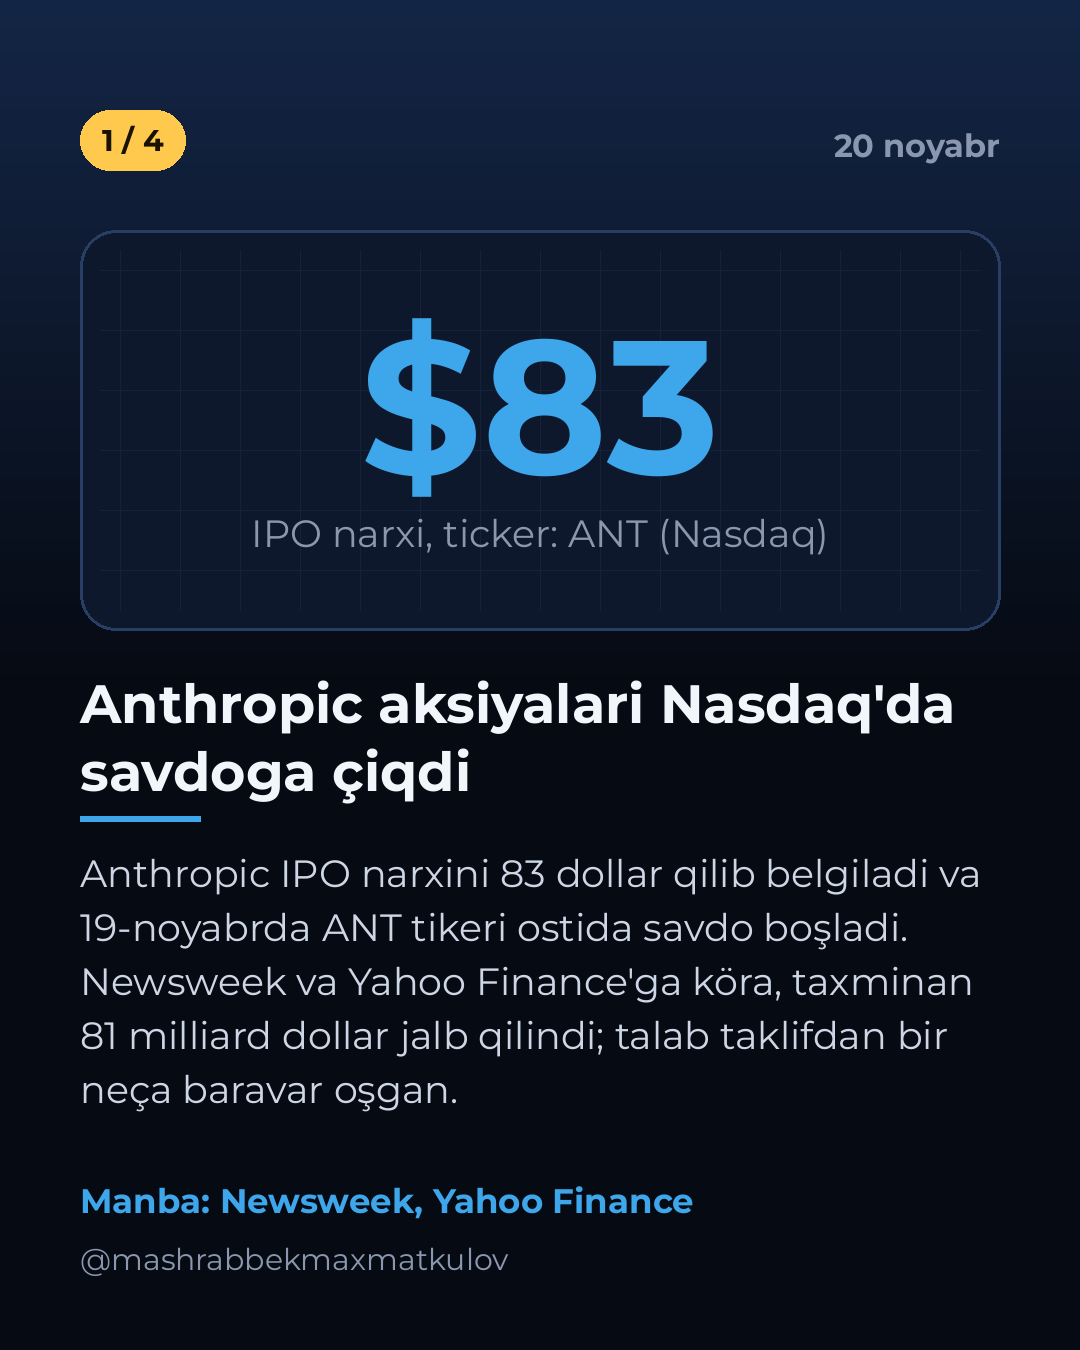 1 / 4
20 noyabr
$83
IPO narxi, ticker: ANT (Nasdaq)
Anthropic aksiyalari Nasdaq'da
savdoga çiqdi
Anthropic IPO narxini 83 dollar qilib belgiladi va
19-noyabrda ANT tikeri ostida savdo boşladi.
Newsweek va Yahoo Finance'ga köra, taxminan
81 milliard dollar jalb qilindi; talab taklifdan bir
neça baravar oşgan.
Manba: Newsweek, Yahoo Finance
@mashrabbekmaxmatkulov